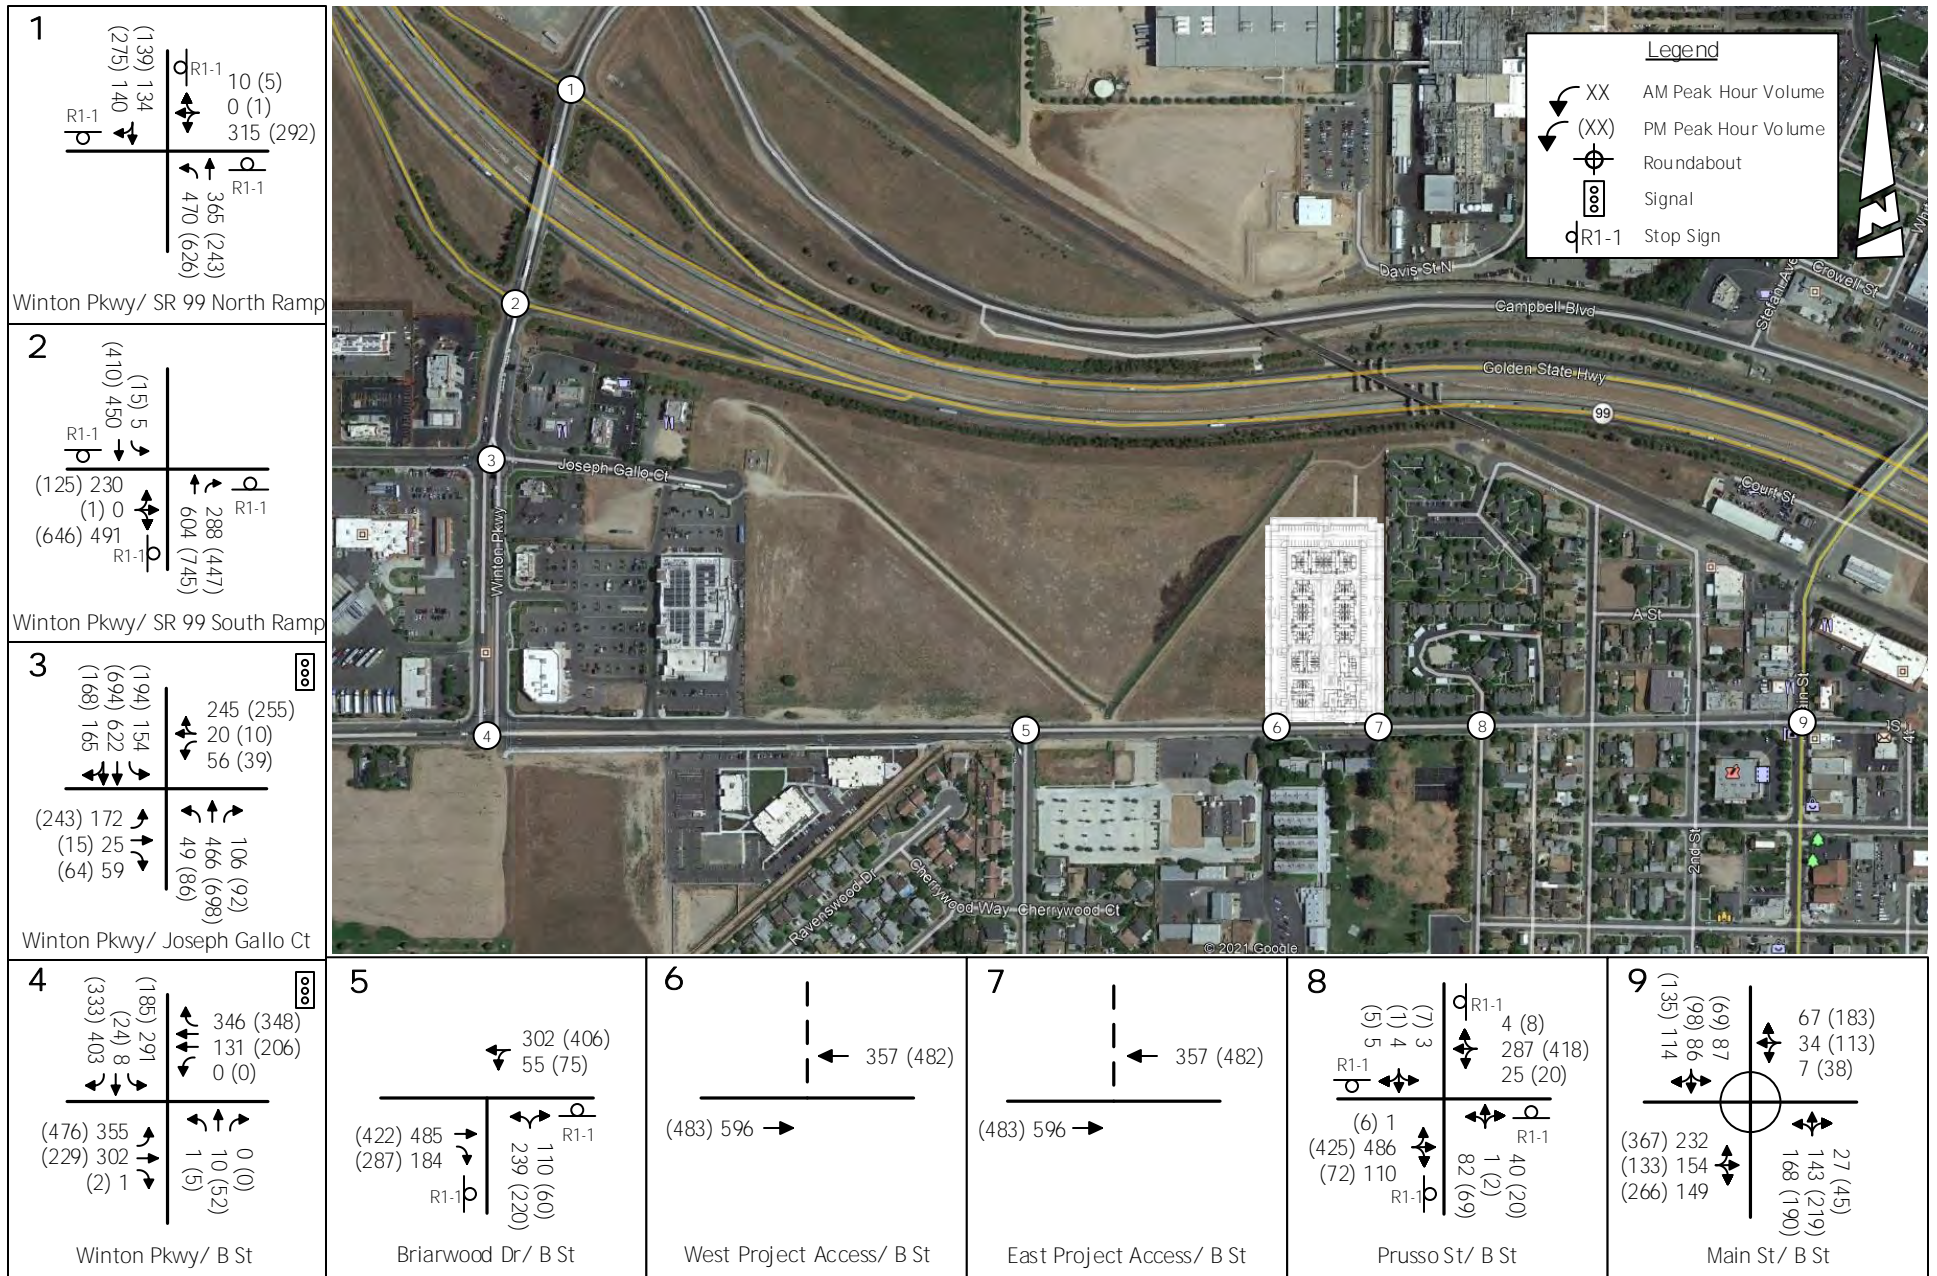 1
(139) 134
(275) 140
R1-1
R1-1
10 (5)
0 (1)
315 (292)
R1-1
365 (243)
470 (626)
Winton Pkwy/ SR 99 North Ramp
2
(410) 450
(15) 5
R1-1
(125) 230
(1) 0
(646) 491
R1-1
R1-1
288 (447)
604 (745)
Winton Pkwy/ SR 99 South Ramp
3
(168) 165
(694) 622
(194) 154
245 (255)
20 (10)
56 (39)
(243) 172
(15) 25
(64) 59
49 (86)
466 (698)
106 (92)
Winton Pkwy/ Joseph Gallo Ct
4
(333) 403
(24) 8
(185) 291
346 (348)
131 (206)
0 (0)
(476) 355
(229) 302
(2) 1
1 (5)
10 (52)
0 (0)
Winton Pkwy/ B St
5
302 (406)
55 (75)
(422) 485
(287) 184
R1-1
R1-1
239 (220)
110 (60)
Briarwood Dr/ B St
6
357 (482)
(483) 596
West Project Access/ B St
7
357 (482)
(483) 596
East Project Access/ B St
8
(5) 5
(1) 4
(7) 3
R1-1
R1-1
4 (8)
287 (418)
25 (20)
(6) 1
(425) 486
(72) 110
R1-1
R1-1
82 (69)
1 (2)
40 (20)
Prusso St/ B St
9
(135) 114
(98) 86
(69) 87
67 (183)
34 (113)
7 (38)
(367) 232
(133) 154
(266) 149
168 (190)
143 (219)
27 (45)
Main St/ B St
Legend
XX AM Peak Hour Volume
(XX) PM Peak Hour Volume
Roundabout
Signal
R1-1 Stop Sign
1
2
3
4
5
6
7
8
9
Davis St N
Campbell Blvd
Stefani Ave
Crowell St
Golden State Hwy
99
Court St
Joseph Gallo Ct
Winton Pkwy
A St
2nd St
Ravenswood Dr
Cherrywood Way
Cherrywood Ct
© 2021 Google